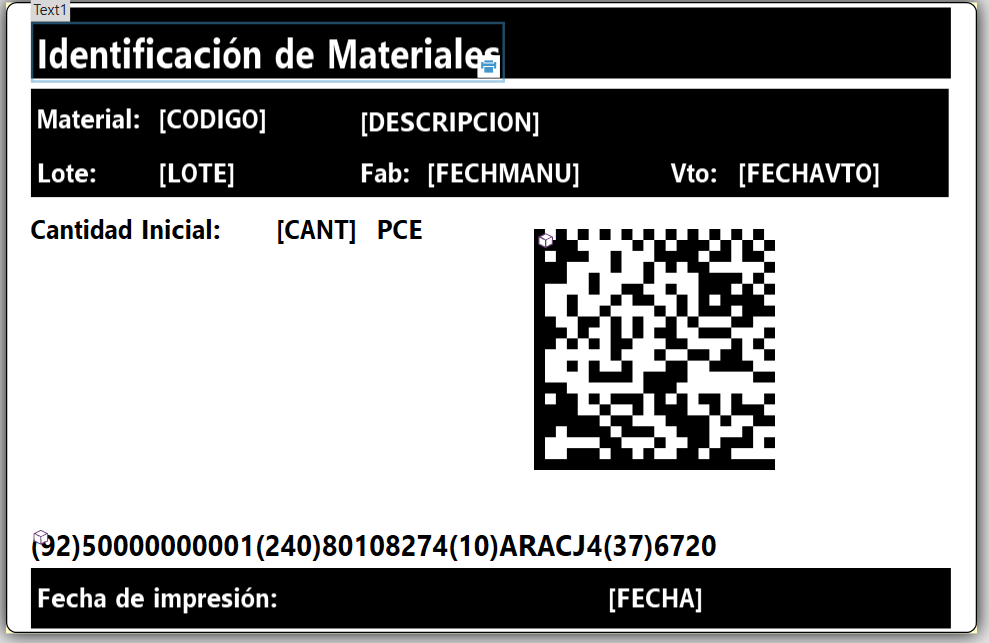 Text1
Identificación de Materiales
Material: [CODIGO] [DESCRIPCION]
Lote: [LOTE] Fab: [FECHMANU] Vto: [FECHAVTO]
Cantidad Inicial: [CANT] PCE
(92)50000000001(240)80108274(10)ARACJ4(37)6720
Fecha de impresión: [FECHA]